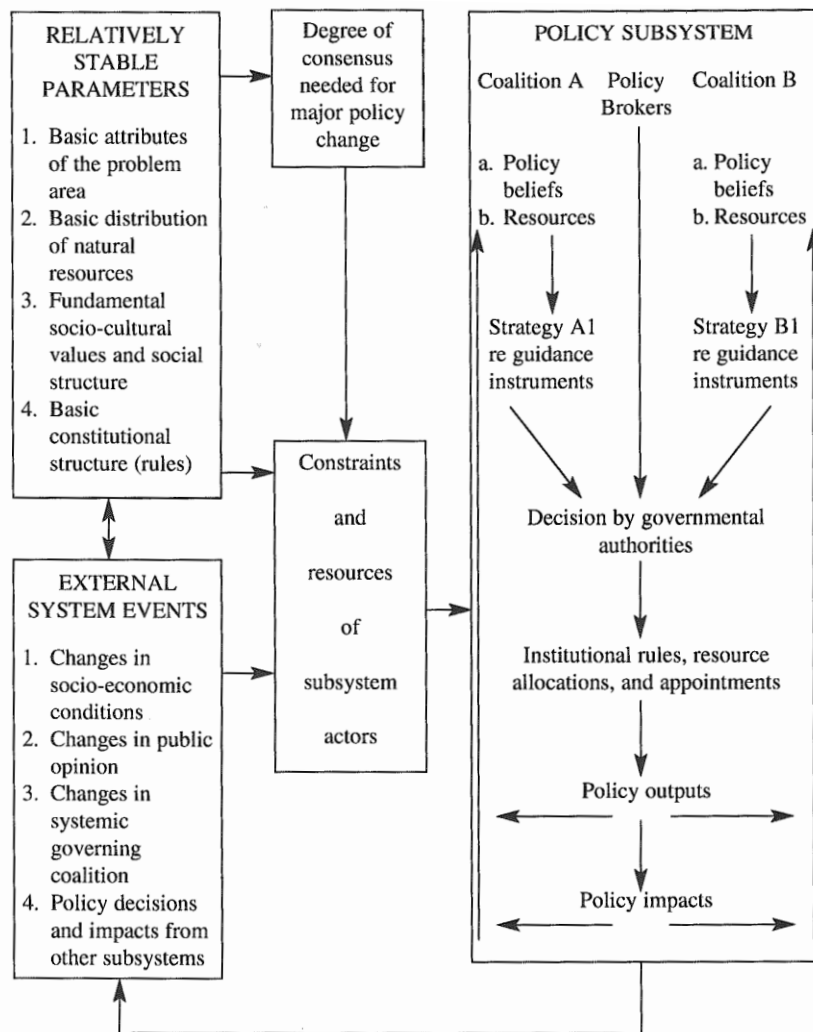 RELATIVELY
STABLE
PARAMETERS
1. Basic attributes
of the problem
area
2. Basic distribution
of natural
resources
3. Fundamental
socio-cultural
values and social
structure
4. Basic
constitutional
structure (rules)
EXTERNAL
SYSTEM EVENTS
1. Changes in
socio-economic
conditions
2. Changes in public
opinion
3. Changes in
systemic
governing
coalition
4. Policy decisions
and impacts from
other subsystems
Degree of
consensus
needed for
major policy
change
Constraints
and
resources
of
subsystem
actors
POLICY SUBSYSTEM
Coalition A
a. Policy
beliefs
b. Resources
Strategy A1
re guidance
instruments
Policy
Brokers
Coalition B
a. Policy
beliefs
b. Resources
Strategy B1
re guidance
instruments
Decision by governmental
authorities
Institutional rules, resource
allocations, and appointments
Policy outputs
Policy impacts